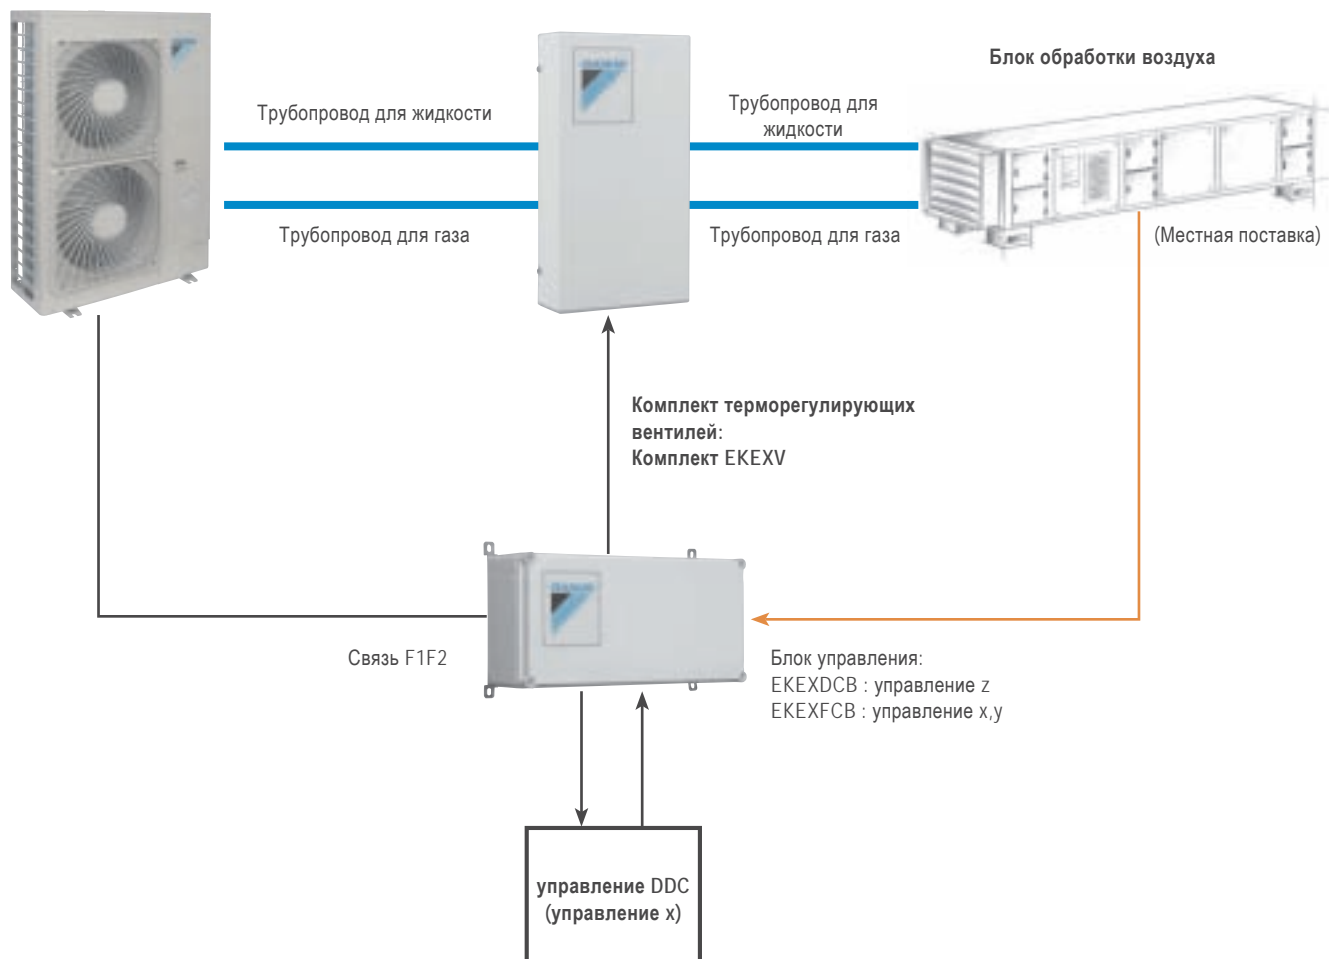 Блок обработки воздуха
Трубопровод для жидкости
Трубопровод для
жидкости
Трубопровод для газа
Трубопровод для газа
(Местная поставка)
Комплект терморегулирующих
вентилей:
Комплект EKEXV
Связь F1F2
Блок управления:
EKEXDCB : управление z
EKEXFCB : управление x,y
управление DDC
(управление x)